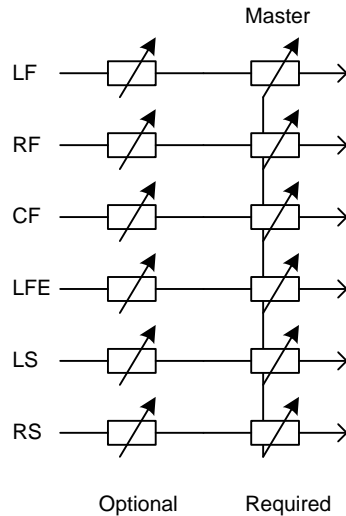 Master
LF
RF
CF
LFE
LS
RS
Optional Required